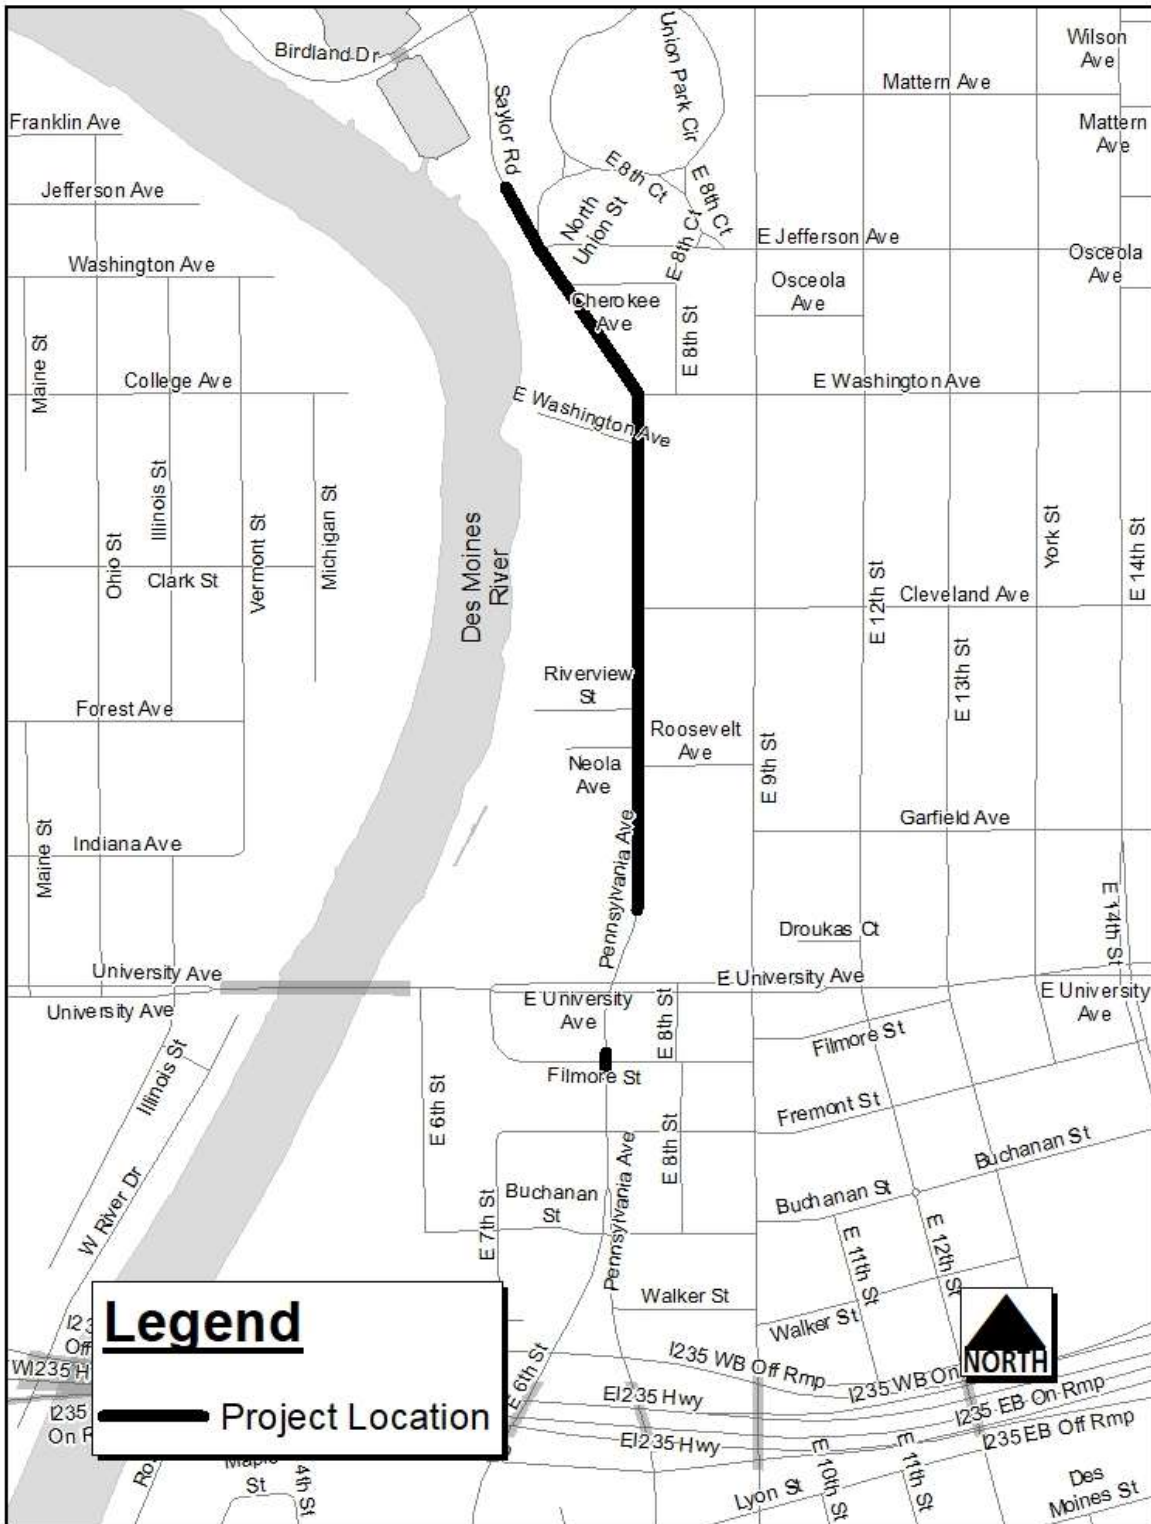 Wilson
Ave
Birdland Dr
Union Park Cir
Mattern Ave
Saylor Rd
Franklin Ave
Mattern
Ave
E 8th Ct
E 8th Ct
Jefferson Ave
North
Union St
E 8th Ct
E Jefferson Ave
Osceola
Ave
Washington Ave
Osceola
Ave
Cherokee
Ave
E 8th St
Maine St
College Ave
E Washington Ave
E Washington Ave
Illinois St
Michigan St
Ohio St
Vermont St
Clark St
Des Moines
River
York St
E 14th St
E 12th St
Cleveland Ave
E 13th St
Riverview
St
Forest Ave
Roosevelt
Ave
Neola
Ave
E 9th St
Garfield Ave
Maine St
Indiana Ave
Pennsylvania Ave
E 14th St
Droukas Ct
University Ave
E University Ave
University Ave
E University
Ave
E 8th St
E University
Ave
Filmore St
Illinois St
Filmore St
E 6th St
Fremont St
E 8th St
Pennsylvania Ave
Buchanan St
W River Dr
Buchanan
St
Buchanan St
E 7th St
E 11th St
E 12th St
Walker St
Walker St
Legend
Project Location
NORTH
I235 WB Off Rmp
I235 WB On
E 6th St
EI235 Hwy
I235 EB On Rmp
EI235 Hwy
I235 EB Off Rmp
WI235 H
Off
I235
On
4th St
St
E 10th St
E 11th St
Lyon St
Des
Moines St